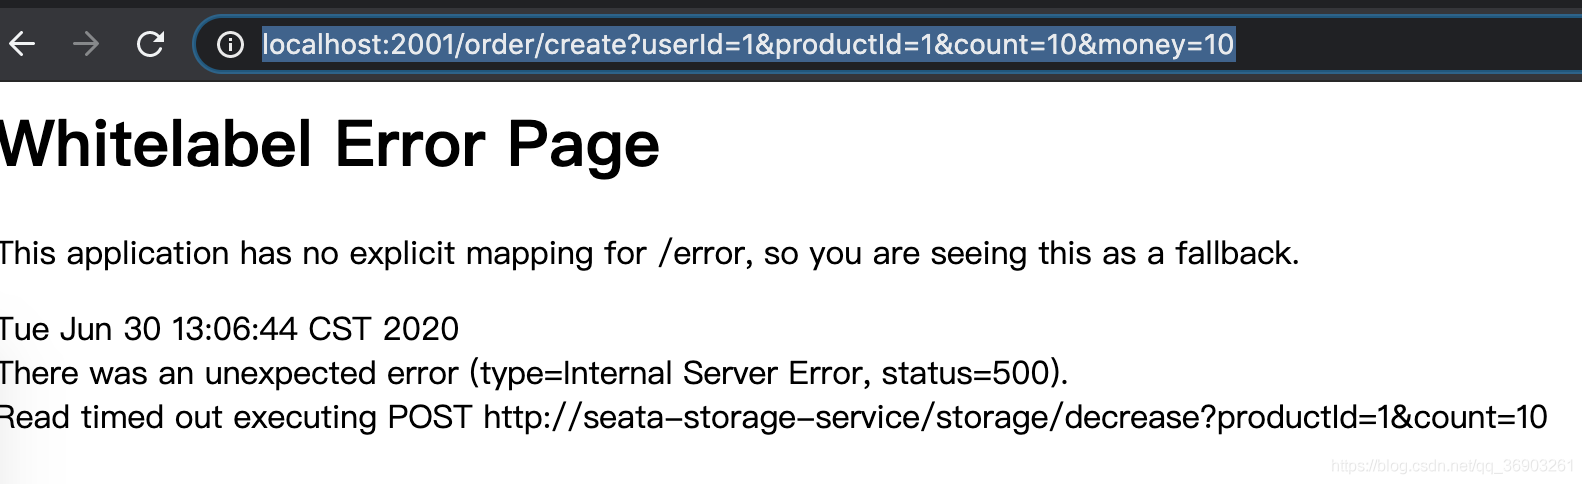 localhost:2001/order/create?userId=1&productId=1&count=10&money=10
Whitelabel Error Page
This application has no explicit mapping for /error, so you are seeing this as a fallback.
Tue Jun 30 13:06:44 CST 2020
There was an unexpected error (type=Internal Server Error, status=500).
Read timed out executing POST http://seata-storage-service/storage/decrease?productId=1&count=10
https://blog.csdn.net/qq_36903261